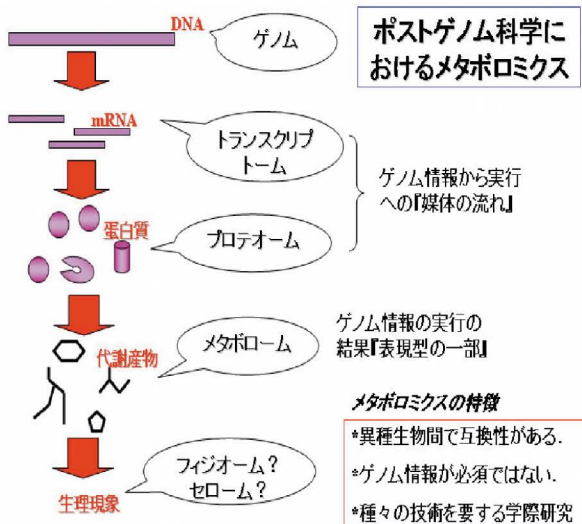 ポストゲノム科学に
おけるメタボロミクス
DNA
ゲノム
mRNA
トランスクリプ
トーム
ゲノム情報から実行
への『媒体の流れ』
蛋白質
プロテオーム
代謝産物
メタボローム
ゲノム情報の実行の
結果『表現型の一部』
メタボロミクスの特徴
*異種生物間で互換性がある.
*ゲノム情報が必須ではない.
*種々の技術を要する学際研究
フィジオーム?
セローム?
生理現象